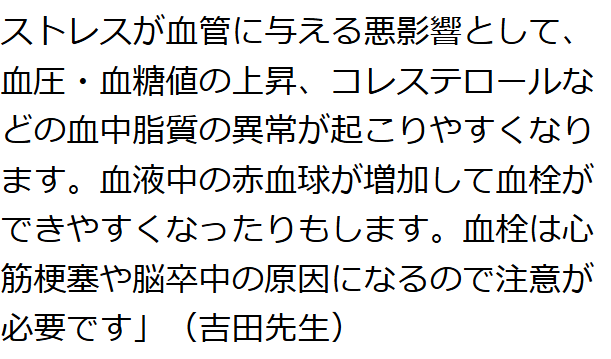 ストレスが血管に与える悪影響として、
血圧・血糖値の上昇、コレステロールな
どの血中脂質の異常が起こりやすくなり
ます。血液中の赤血球が増加して血栓が
できやすくなったりもします。血栓は心
筋梗塞や脳卒中の原因になるので注意が
必要です」（吉田先生）